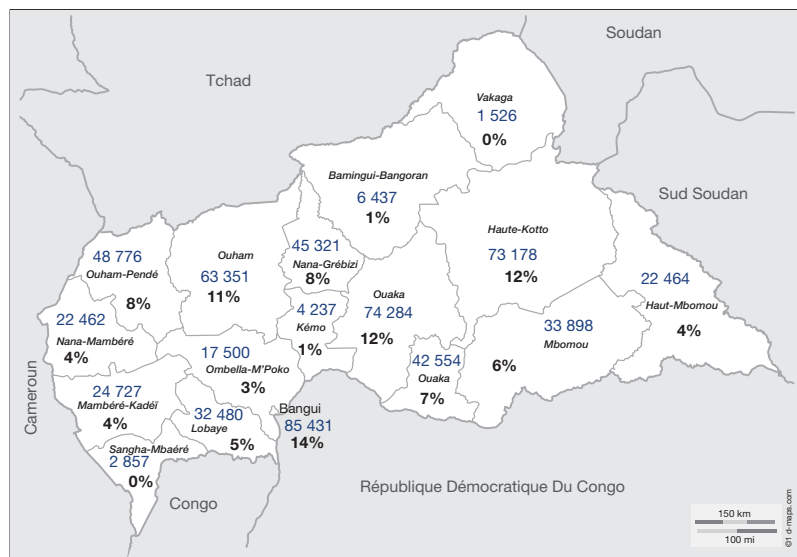 Soudan
Tchad
Vakaga
1 526
0%
Bamingui-Bangoran
6 437
1%
Sud Soudan
Haute-Kotto
73 178
12%
48 776
Ouham-Pendé
8%
Ouham
63 351
11%
45 321
Nana-Grébizi
8%
22 464
Haut-Mbomou
4%
Ouaka
74 284
12%
4 237
Kémo
1%
22 462
Nana-Mambéré
4%
33 898
Mbomou
6%
17 500
Ombella-M'Poko
3%
42 554
Ouaka
7%
24 727
Mambéré-Kadéï
4%
32 480
Lobaye
5%
Bangui
85 431
14%
Sangha-Mbaéré
2 857
0%
Cameroun
Congo
République Démocratique Du Congo
150 km
100 mi
©1 d-maps.com